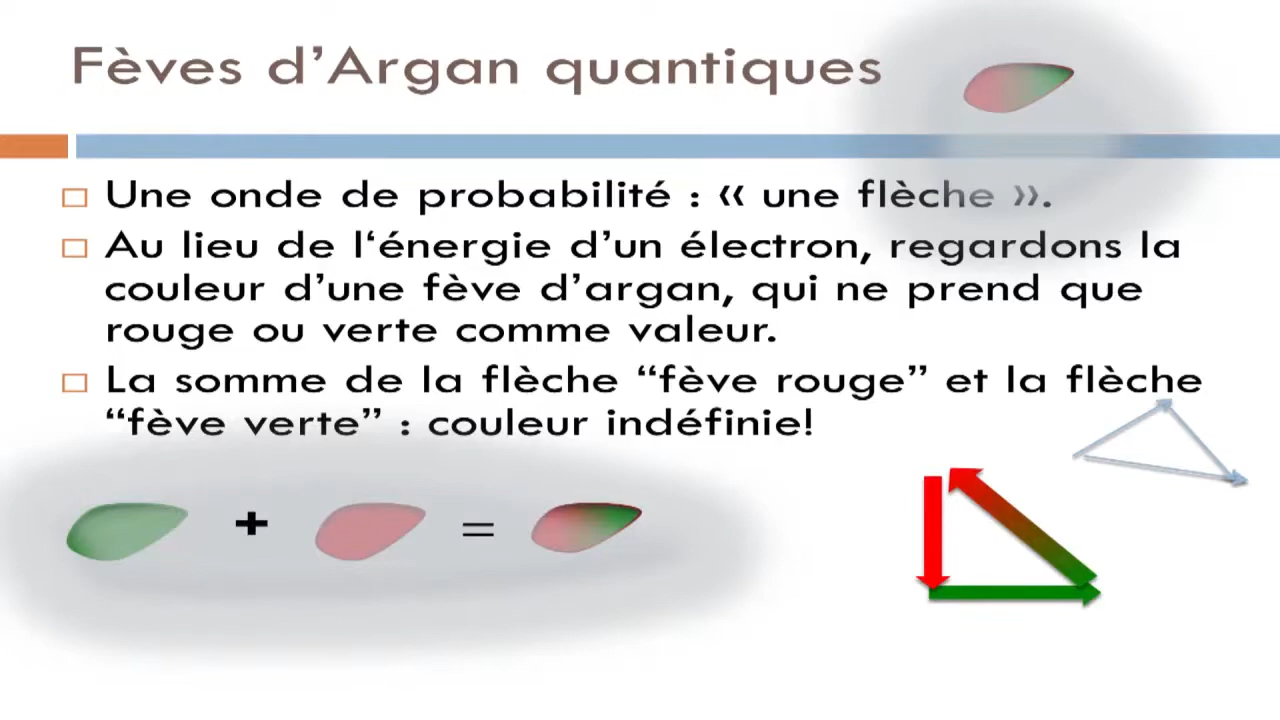 Fèves d’Argan quantiques
Une onde de probabilité : « une flèche ».
Au lieu de l‘énergie d’un électron, regardons la
couleur d’une fève d’argan, qui ne prend que
rouge ou verte comme valeur.
La somme de la flèche “fève rouge” et la flèche
“fève verte” : couleur indéfinie!
+ =